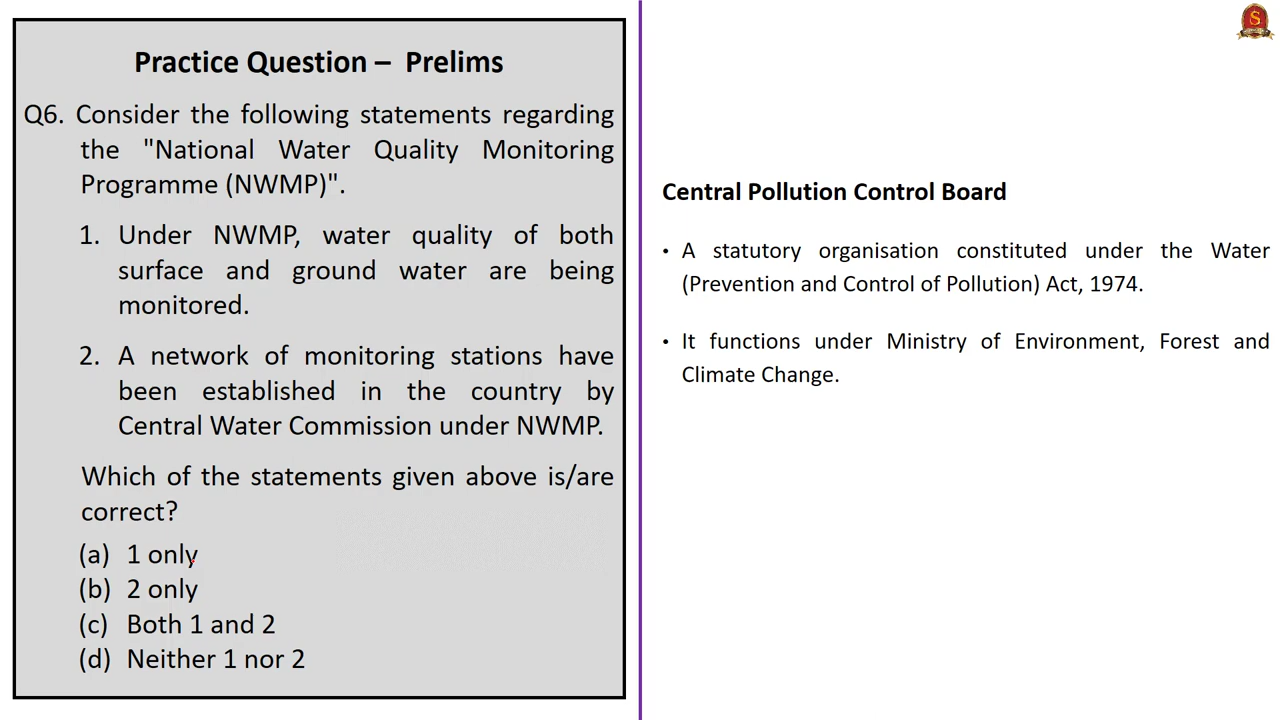 Practice Question – Prelims
Q6. Consider the following statements regarding
the "National Water Quality Monitoring
Programme (NWMP)".
1. Under NWMP, water quality of both
surface and ground water are being
monitored.
2. A network of monitoring stations have
been established in the country by
Central Water Commission under NWMP.
Which of the statements given above is/are
correct?
(a) 1 only
(b) 2 only
(c) Both 1 and 2
(d) Neither 1 nor 2
S
Central Pollution Control Board
• A statutory organisation constituted under the Water
(Prevention and Control of Pollution) Act, 1974.
• It functions under Ministry of Environment, Forest and
Climate Change.